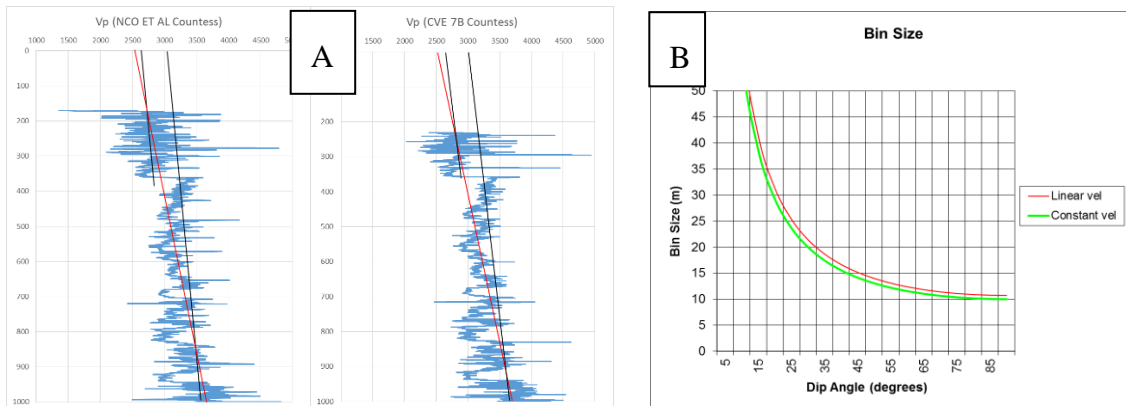 Vp (NCO ET AL Countess)
1000 1500 2000 2500 3000 3500 4000 4500 5000
0
100
200
300
400
500
600
700
800
900
1000
A
Vp (CVE 7B Countess)
1500 2000 2500 3000 3500 4000 4500 5000
200
300
400
500
600
700
800
900
1000
B
Bin Size
Bin Size (m)
50
45
40
35
30
25
20
15
10
5
0
5 15 25 35 45 55 65 75 85
Dip Angle (degrees)
Linear vel
Constant vel